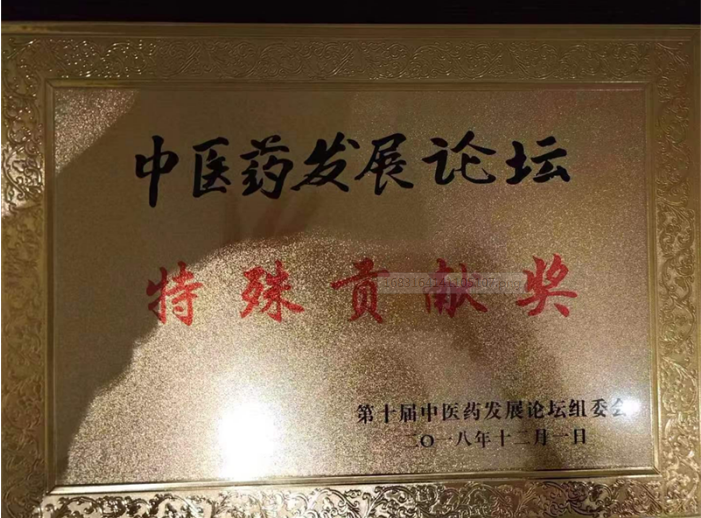 中医药发展论坛
特殊贡献奖
第十届中医药发展论坛组委会
二〇一八年十二月一日